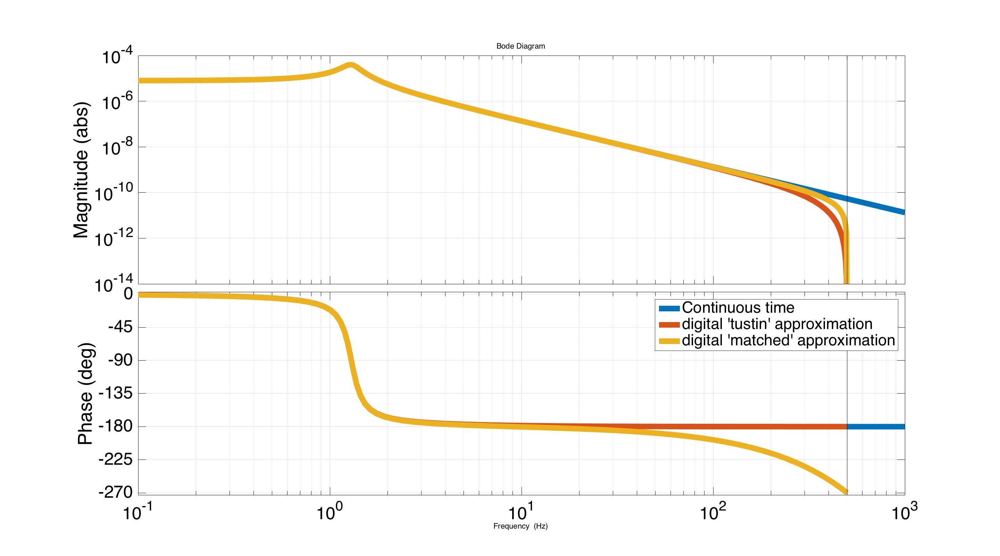 Bode Diagram
Magnitude (abs)
10^-4
10^-6
10^-8
10^-10
10^-12
10^-14
Phase (deg)
0
-45
-90
-135
-180
-225
-270
Continuous time
digital 'tustin' approximation
digital 'matched' approximation
10^-1 10^0 10^1 10^2 10^3
Frequency (Hz)